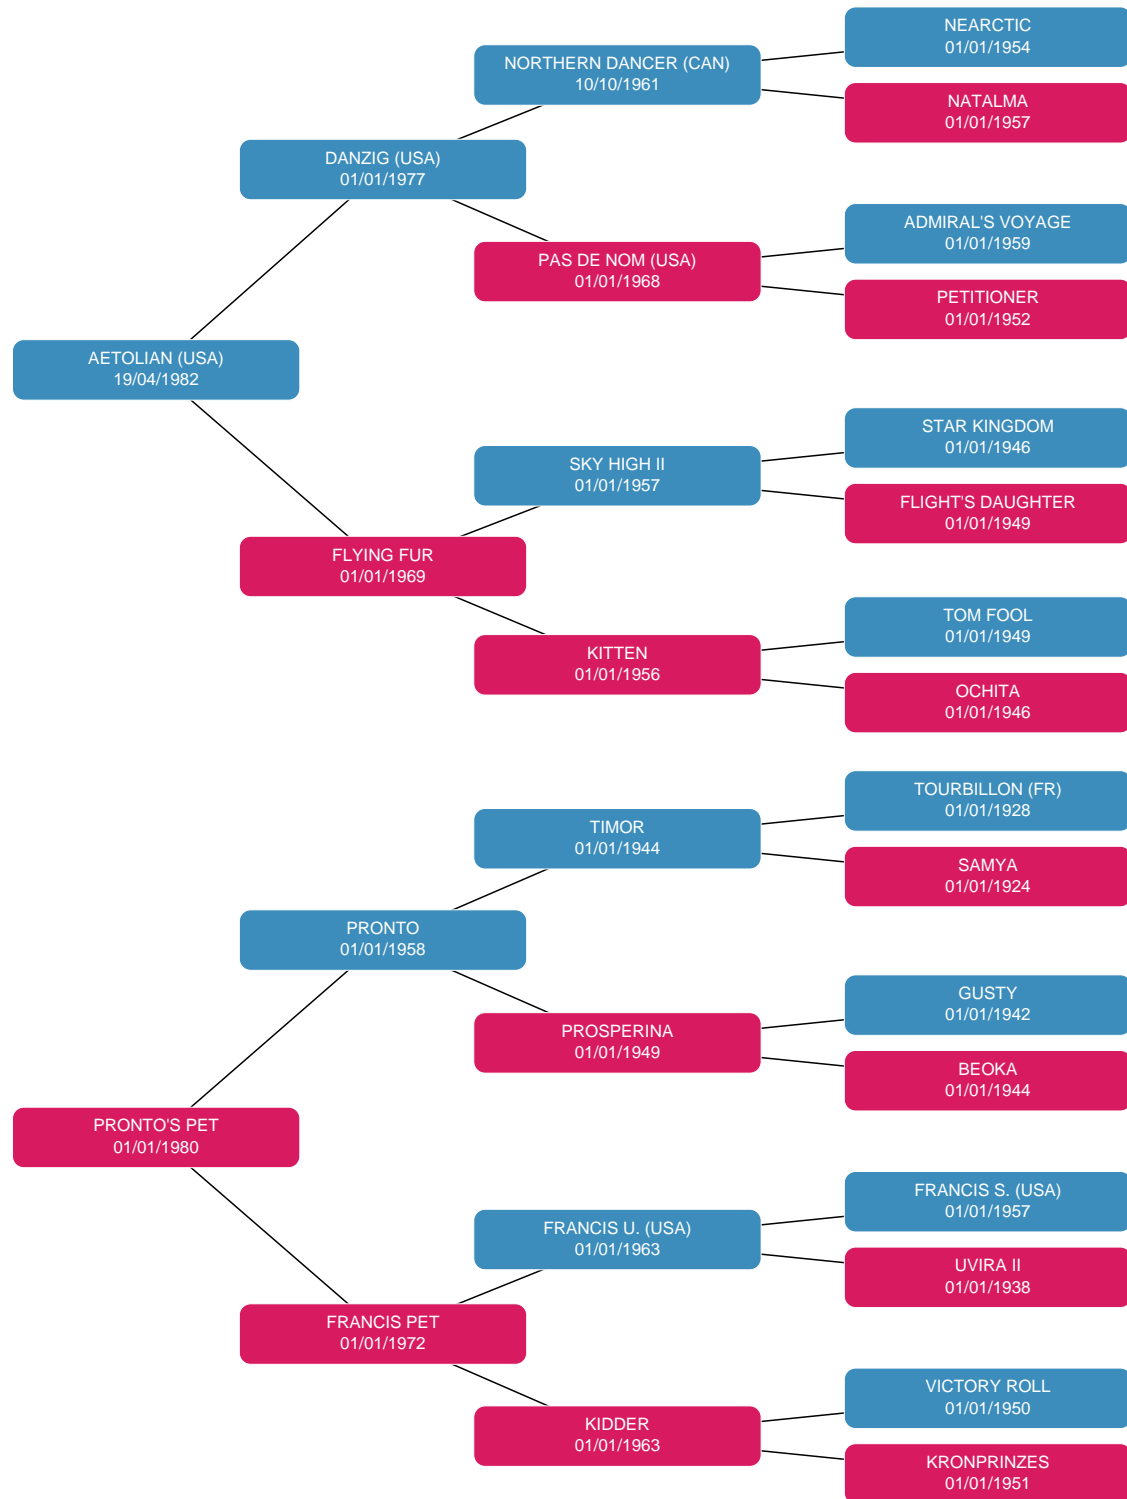 NEARCTIC
01/01/1954
NORTHERN DANCER (CAN)
10/10/1961
NATALMA
01/01/1957
DANZIG (USA)
01/01/1977
ADMIRAL'S VOYAGE
01/01/1959
PAS DE NOM (USA)
01/01/1968
PETITIONER
01/01/1952
AETOLIAN (USA)
19/04/1982
STAR KINGDOM
01/01/1946
SKY HIGH II
01/01/1957
FLIGHT'S DAUGHTER
01/01/1949
FLYING FUR
01/01/1969
TOM FOOL
01/01/1949
KITTEN
01/01/1956
OCHITA
01/01/1946
TOURBILLON (FR)
01/01/1928
TIMOR
01/01/1944
SAMYA
01/01/1924
PRONTO
01/01/1958
GUSTY
01/01/1942
PROSPERINA
01/01/1949
BEOKA
01/01/1944
PRONTO'S PET
01/01/1980
FRANCIS S. (USA)
01/01/1957
FRANCIS U. (USA)
01/01/1963
UVIRA II
01/01/1938
FRANCIS PET
01/01/1972
VICTORY ROLL
01/01/1950
KIDDER
01/01/1963
KRONPRINZES
01/01/1951